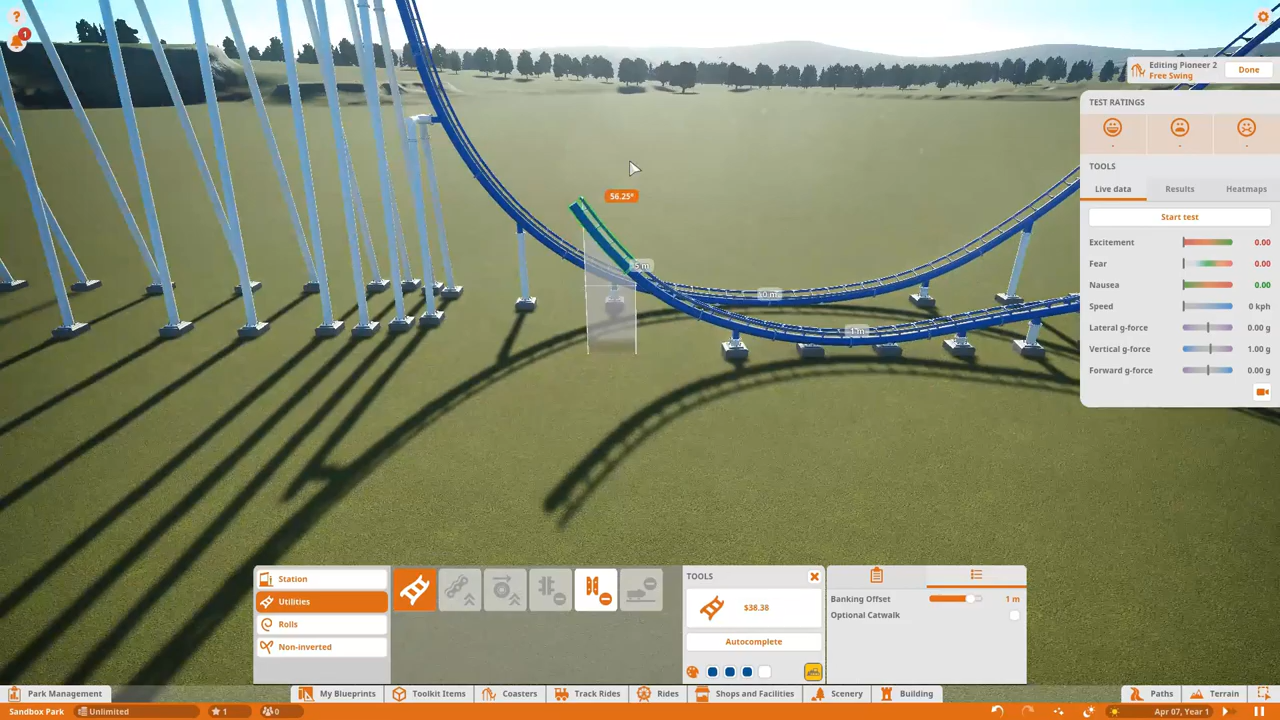 ?
1
Editing Pioneer 2
Free Swing
Done
TEST RATINGS
- - -
TOOLS
Live data Results Heatmaps
Start test
Excitement 0.00
Fear 0.00
Nausea 0.00
Speed 0 kph
Lateral g-force 0.00 g
Vertical g-force 1.00 g
Forward g-force 0.00 g
56.25°
5 m
Station
Utilities
Rolls
Non-inverted
TOOLS
$38.38
Autocomplete
Banking Offset 1 m
Optional Catwalk
Park Management My Blueprints Toolkit Items Coasters Track Rides Rides Shops and Facilities Scenery Building Paths Terrain
Sandbox Park Unlimited 1 0 Apr 07, Year 1